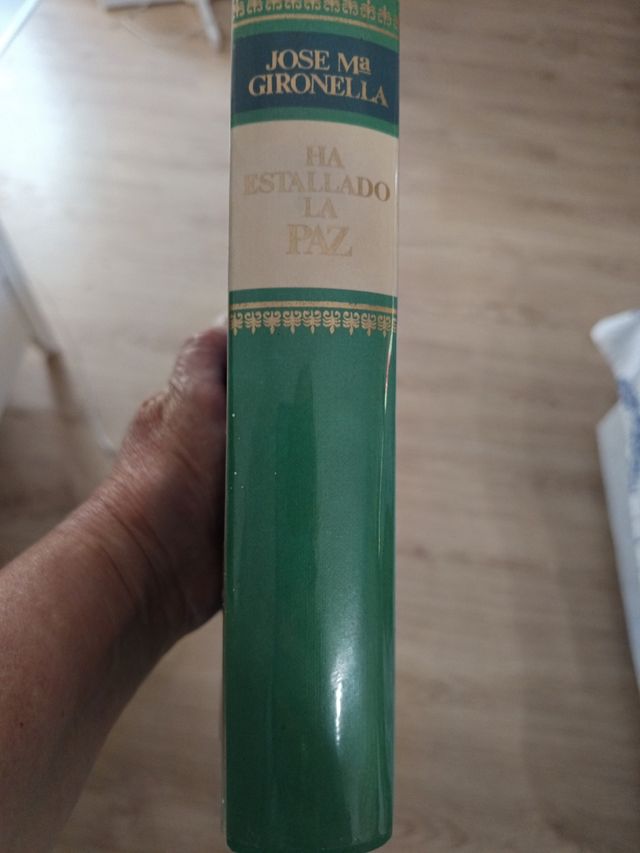 JOSE Mª
GIRONELLA
HA
ESTALLADO
LA
PAZ